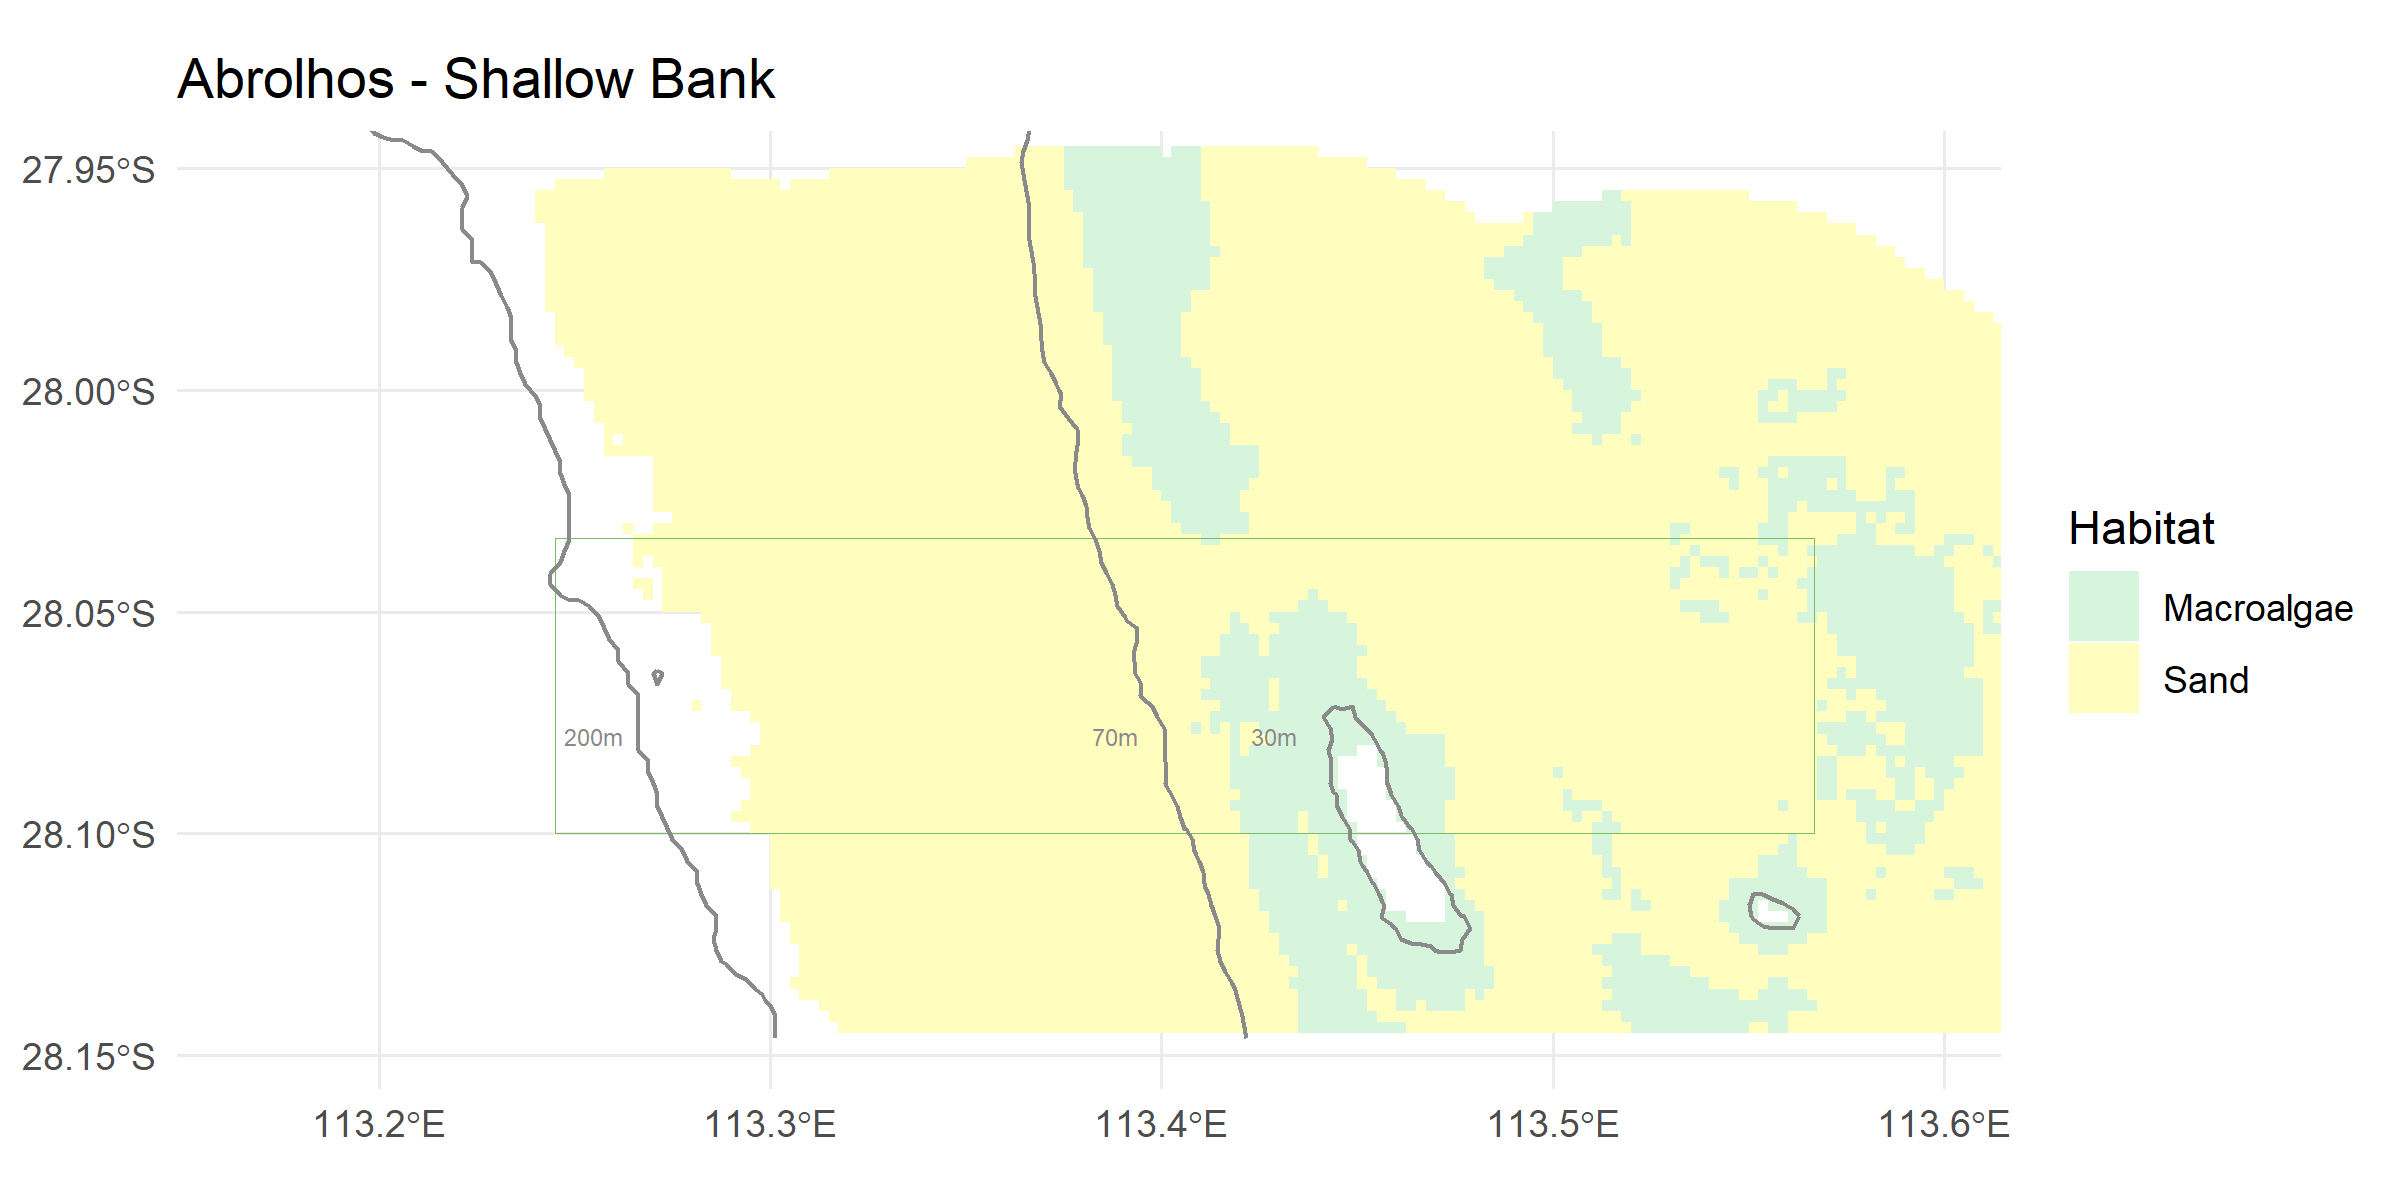 Abrolhos - Shallow Bank
27.95°S
28.00°S
28.05°S
28.10°S
28.15°S
200m
70m
30m
113.2°E
113.3°E
113.4°E
113.5°E
113.6°E
Habitat
Macroalgae
Sand